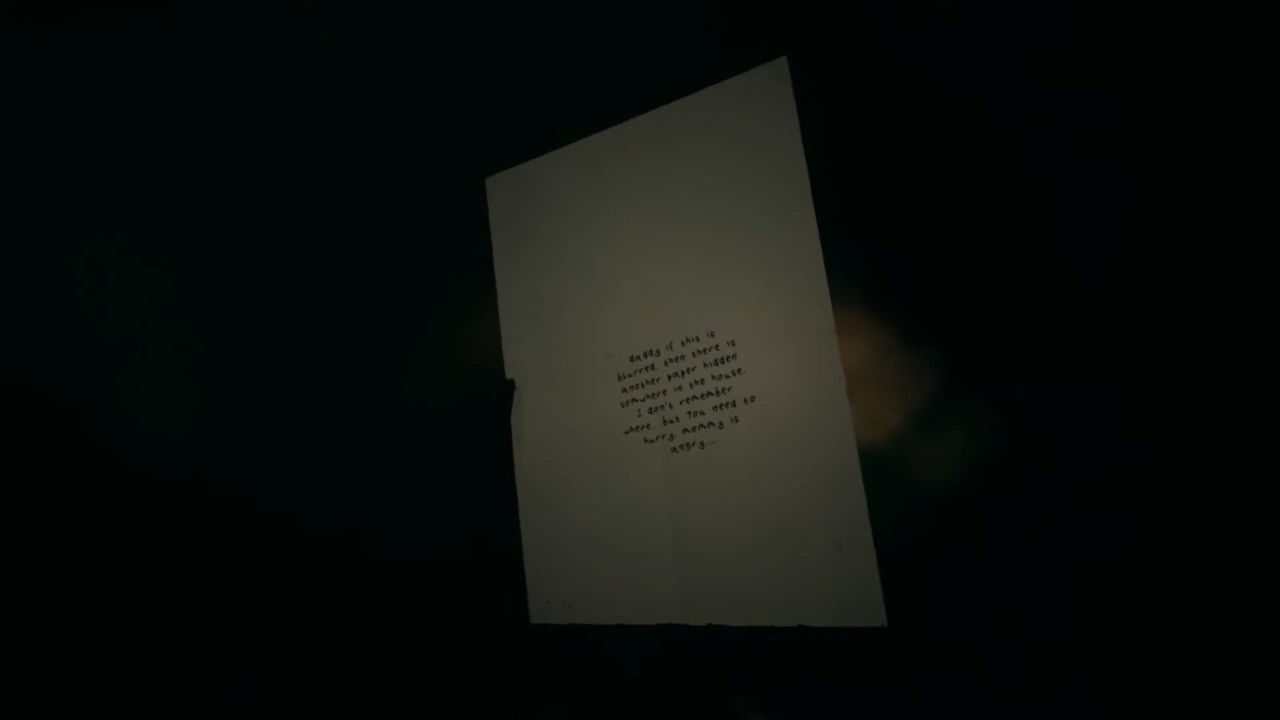 daddy if this is
blurred, then there is
another paper hidden
somwhere in the house.
I don't remember
where. but you need to
hurry, mommy is
angry...